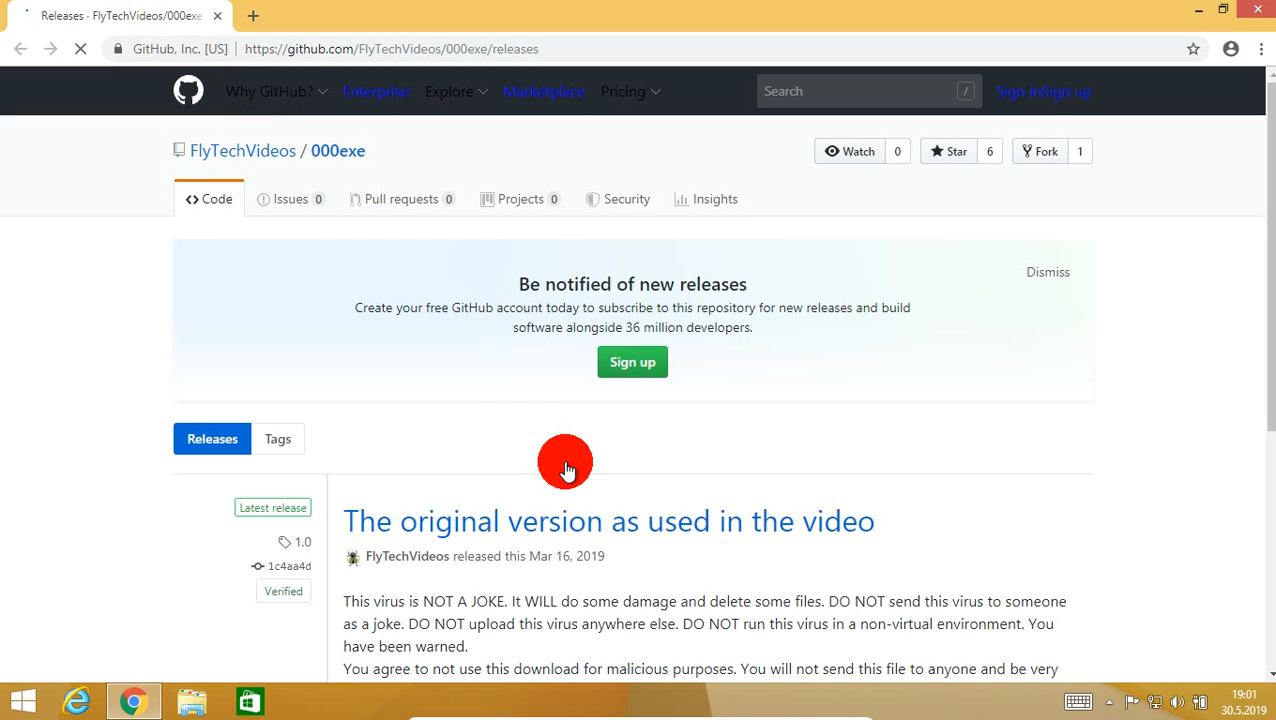 Releases · FlyTechVideos/000exe
GitHub, Inc. [US] https://github.com/FlyTechVideos/000exe/releases
Why GitHub? Enterprise Explore Marketplace Pricing Search / Sign inSign up
FlyTechVideos / 000exe Watch 0 Star 6 Fork 1
Code Issues 0 Pull requests 0 Projects 0 Security Insights
Dismiss
Be notified of new releases
Create your free GitHub account today to subscribe to this repository for new releases and build
software alongside 36 million developers.
Sign up
Releases Tags
Latest release
1.0
1c4aa4d
Verified
The original version as used in the video
FlyTechVideos released this Mar 16, 2019
This virus is NOT A JOKE. It WILL do some damage and delete some files. DO NOT send this virus to someone
as a joke. DO NOT upload this virus anywhere else. DO NOT run this virus in a non-virtual environment. You
have been warned.
You agree to not use this download for malicious purposes. You will not send this file to anyone and be very
19:01
30.5.2019